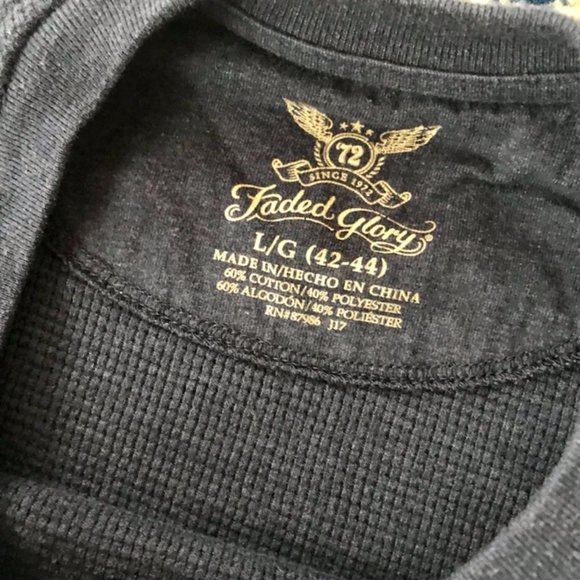 '72
SINCE 1972
Faded Glory®
L/G (42-44)
MADE IN/HECHO EN CHINA
60% COTTON/40% POLYESTER
60% ALGODÓN/40% POLIÉSTER
RN#87986 J17